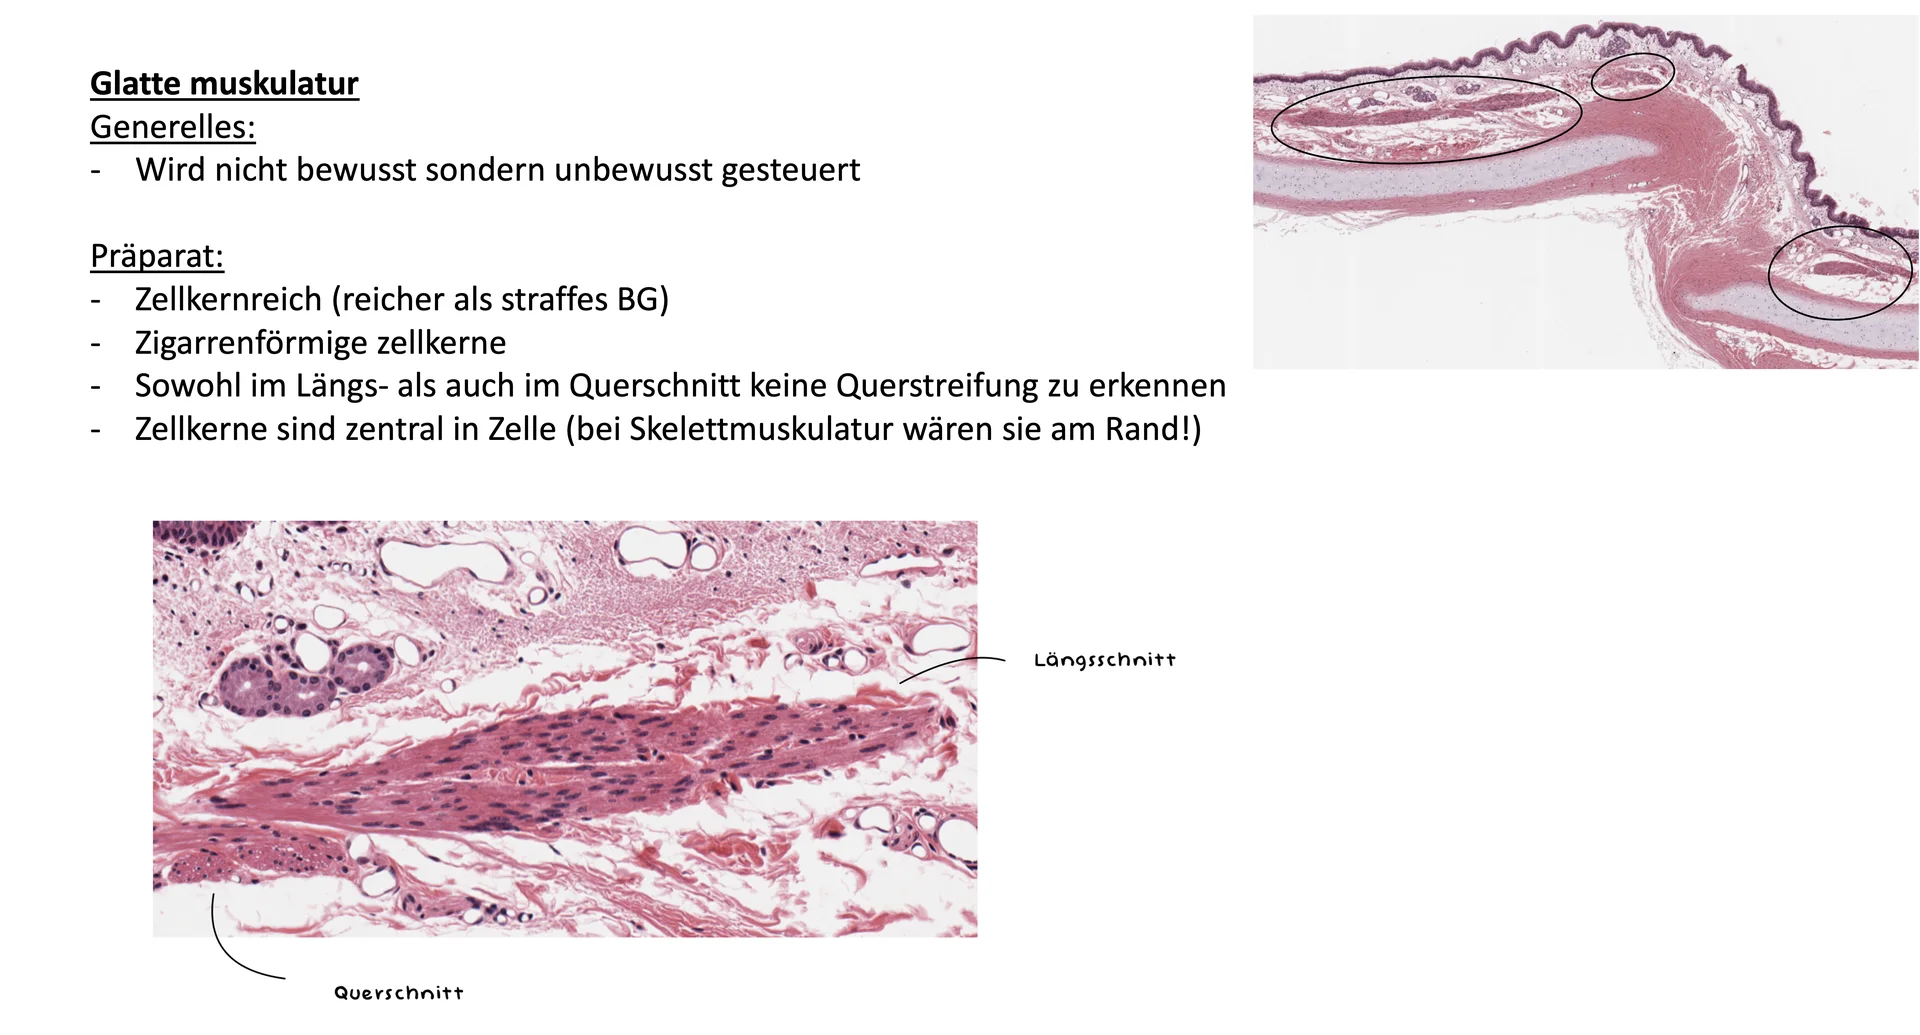 Glatte muskulatur
Generelles:
- Wird nicht bewusst sondern unbewusst gesteuert
Präparat:
- Zellkernreich (reicher als straffes BG)
- Zigarrenförmige zellkerne
- Sowohl im Längs- als auch im Querschnitt keine Querstreifung zu erkennen
- Zellkerne sind zentral in Zelle (bei Skelettmuskulatur wären sie am Rand!)
Längsschnitt
Querschnitt